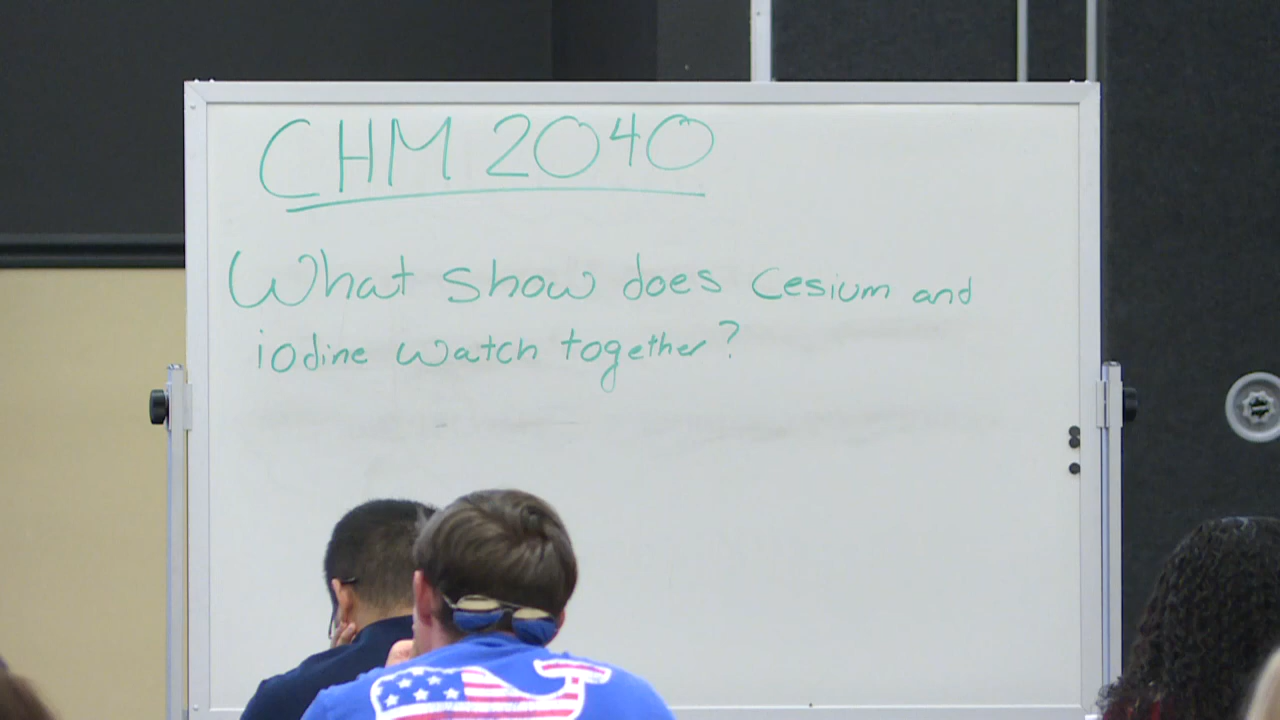 CHM 2040
What show does Cesium and
iodine watch together?